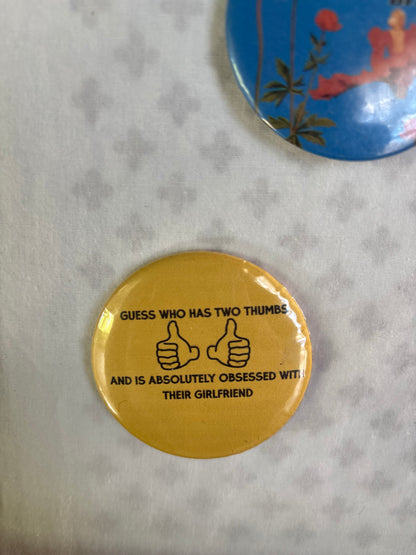 GUESS WHO HAS TWO THUMBS
AND IS ABSOLUTELY OBSESSED WITH
THEIR GIRLFRIEND